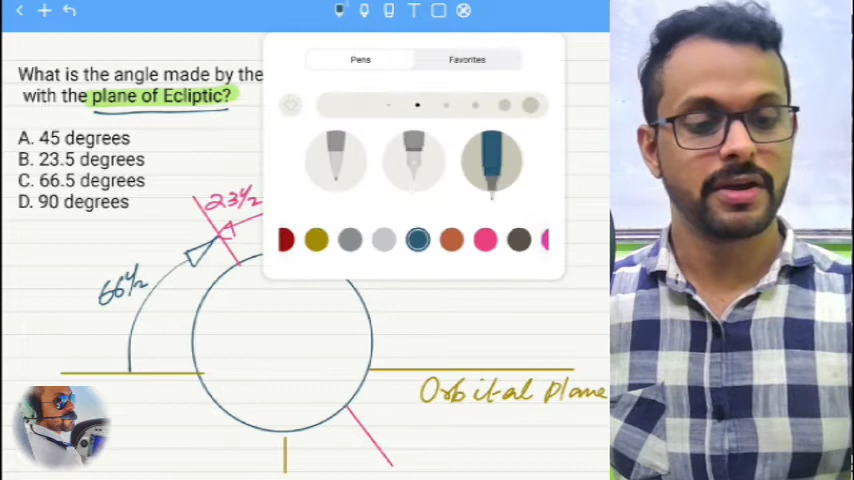 Pens
Favorites
What is the angle made by the
with the plane of Ecliptic?
A. 45 degrees
B. 23.5 degrees
C. 66.5 degrees
D. 90 degrees
23½
66½
Orbital plane